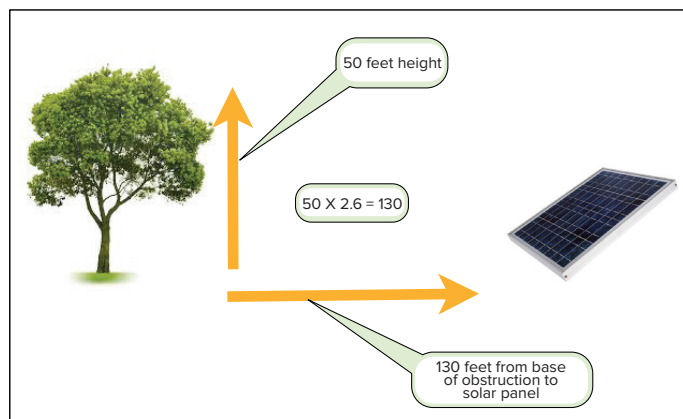 50 feet height
50 X 2.6 = 130
130 feet from base
of obstruction to
solar panel